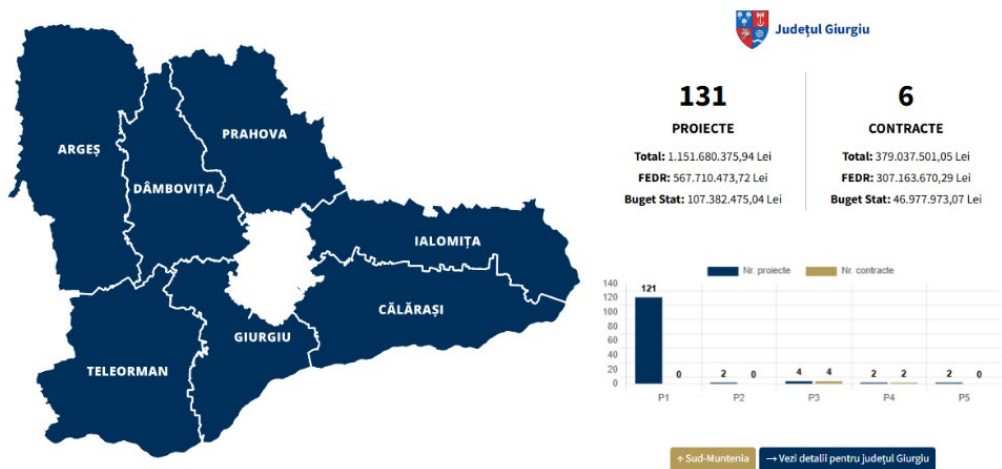 ARGEȘ
DÂMBOVIȚA
PRAHOVA
IALOMIȚA
CĂLĂRAȘI
GIURGIU
TELEORMAN
Județul Giurgiu
131
PROIECTE
Total: 1.151.680.375,94 Lei
FEDR: 567.710.473,72 Lei
Buget Stat: 107.382.475,04 Lei
6
CONTRACTE
Total: 379.037.501,05 Lei
FEDR: 307.163.670,29 Lei
Buget Stat: 46.977.973,07 Lei
Nr. proiecte Nr. contracte
140
120
100
80
60
40
20
0
121 0 2 0 4 4 2 2 2 0
P1 P2 P3 P4 P5
↑ Sud-Muntenia → Vezi detalii pentru județul Giurgiu